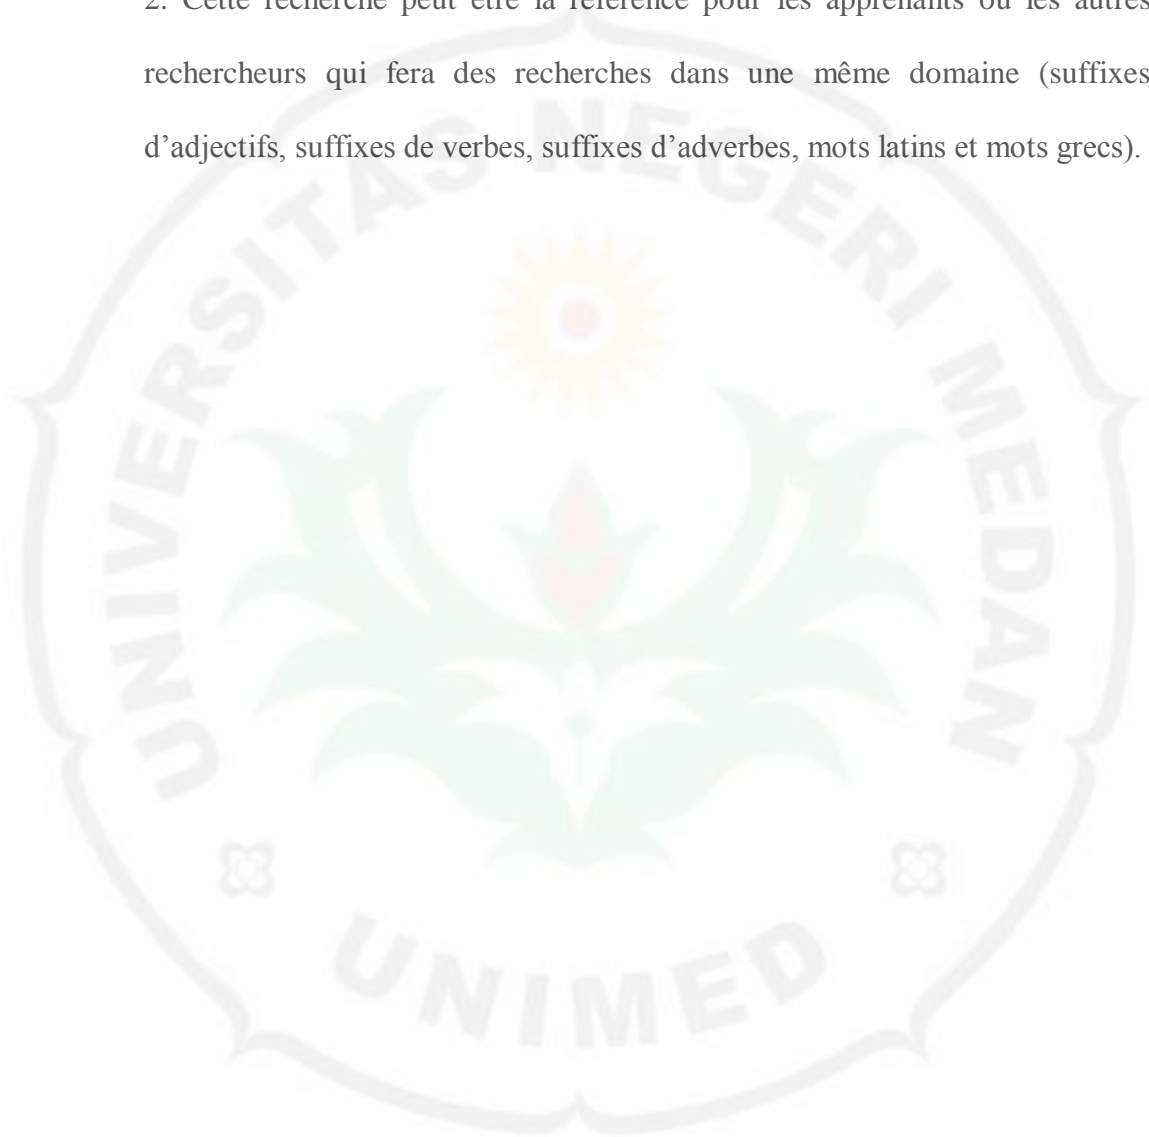 2. Cette recherche peut être la référence pour les apprenants ou les autres
rechercheurs qui fera des recherches dans une même domaine (suffixes
d'adjectifs, suffixes de verbes, suffixes d'adverbes, mots latins et mots grecs).
UNIVERSITAS NEGERI MEDAN
UNIMED